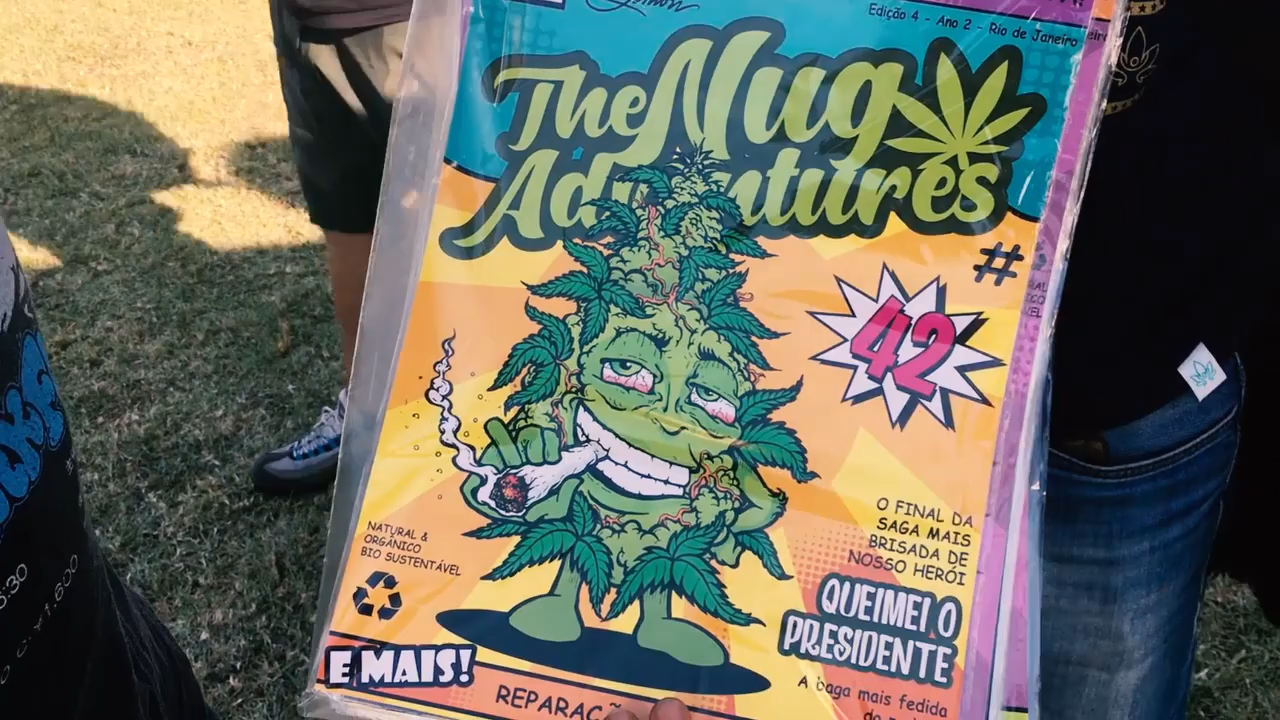 Edição 4 - Ano 2 - Rio de Janeiro
The Nug
Adventures
#
42
NATURAL &
ORGÂNICO
BIO SUSTENTÁVEL
O FINAL DA
SAGA MAIS
BRISADA DE
NOSSO HERÓI
QUEIMEI O
PRESIDENTE
E MAIS!
A baga mais fedida